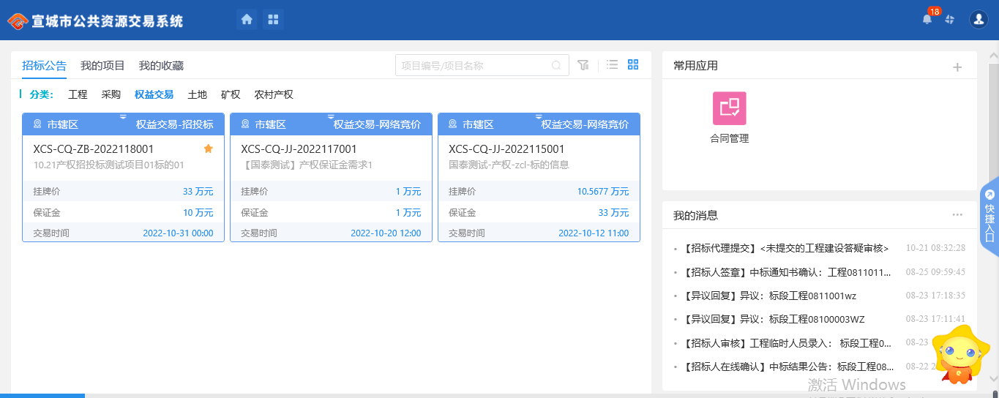 宣城市公共资源交易系统
18
招标公告 我的项目 我的收藏
项目编号/项目名称
分类： 工程 采购 权益交易 土地 矿权 农村产权
市辖区 权益交易-招投标
XCS-CQ-ZB-2022118001
10.21产权招投标测试项目01标的01
挂牌价 33 万元
保证金 10 万元
交易时间 2022-10-31 00:00
市辖区 权益交易-网络竞价
XCS-CQ-JJ-2022117001
【国泰测试】产权保证金需求1
挂牌价 1 万元
保证金 1 万元
交易时间 2022-10-20 12:00
市辖区 权益交易-网络竞价
XCS-CQ-JJ-2022115001
国泰测试-产权-zcl-标的信息
挂牌价 10.5677 万元
保证金 33 万元
交易时间 2022-10-12 11:00
常用应用
合同管理
我的消息
【招标代理提交】<未提交的工程建设答疑审核> 10-21 08:32:28
【招标人签章】中标通知书确认：工程0811011... 08-25 09:59:45
【异议回复】异议：标段工程0811001wz 08-23 17:18:35
【异议回复】异议：标段工程08100003WZ 08-23 17:11:41
【招标人审核】工程临时人员录入： 标段工程0... 08-23
【招标人在线确认】中标结果公告：标段工程08... 08-22
快捷入口
激活 Windows